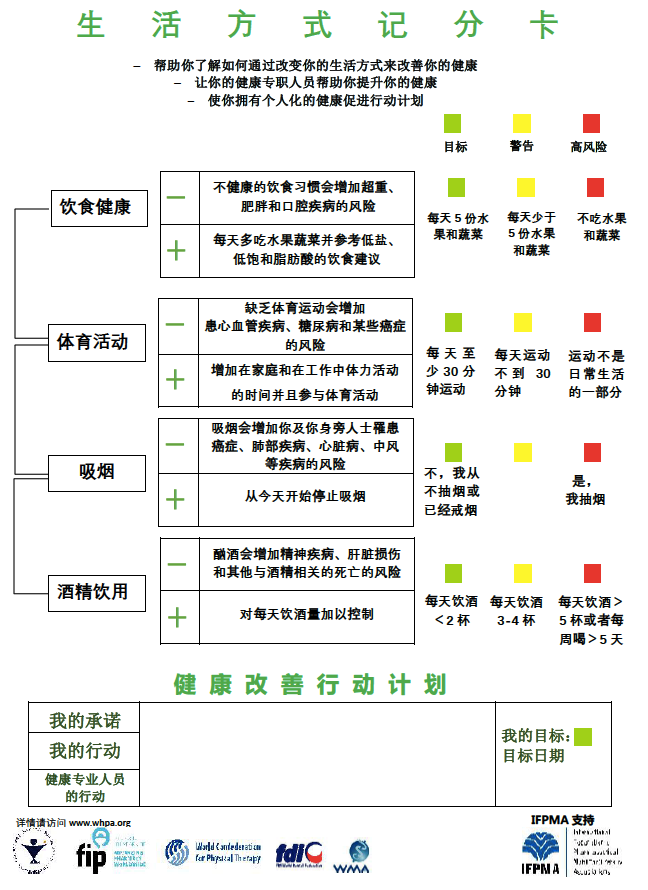 生活方式记分卡
– 帮助你了解如何通过改变你的生活方式来改善你的健康
– 让你的健康专职人员帮助你提升你的健康
– 使你拥有个人化的健康促进行动计划
目标
警告
高风险
饮食健康
—
不健康的饮食习惯会增加超重、
肥胖和口腔疾病的风险
+
每天多吃水果蔬菜并参考低盐、
低饱和脂肪酸的饮食建议
每天 5 份水
果和蔬菜
每天少于
5 份水果
和蔬菜
不吃水果
和蔬菜
体育活动
—
缺乏体育运动会增加
患心血管疾病、糖尿病和某些癌症
的风险
+
增加在家庭和在工作中体力活动
的时间并且参与体育活动
每天至
少 30 分
钟运动
每天运动
不到 30
分钟
运动不是
日常生活
的一部分
吸烟
—
吸烟会增加你及你身旁人士罹患
癌症、肺部疾病、心脏病、中风
等疾病的风险
+
从今天开始停止吸烟
不，我从
不抽烟或
已经戒烟
是，
我抽烟
酒精饮用
—
酗酒会增加精神疾病、肝脏损伤
和其他与酒精相关的死亡的风险
+
对每天饮酒量加以控制
每天饮酒
＜2 杯
每天饮酒
3-4 杯
每天饮酒＞
5 杯或者每
周喝＞5 天
健康改善行动计划
我的承诺
我的行动
健康专业人员
的行动
我的目标：
目标日期
详情请访问 www.whpa.org
IFPMA 支持
fip
World Confederation
for Physical Therapy
fdi
WMA
IFPMA
International